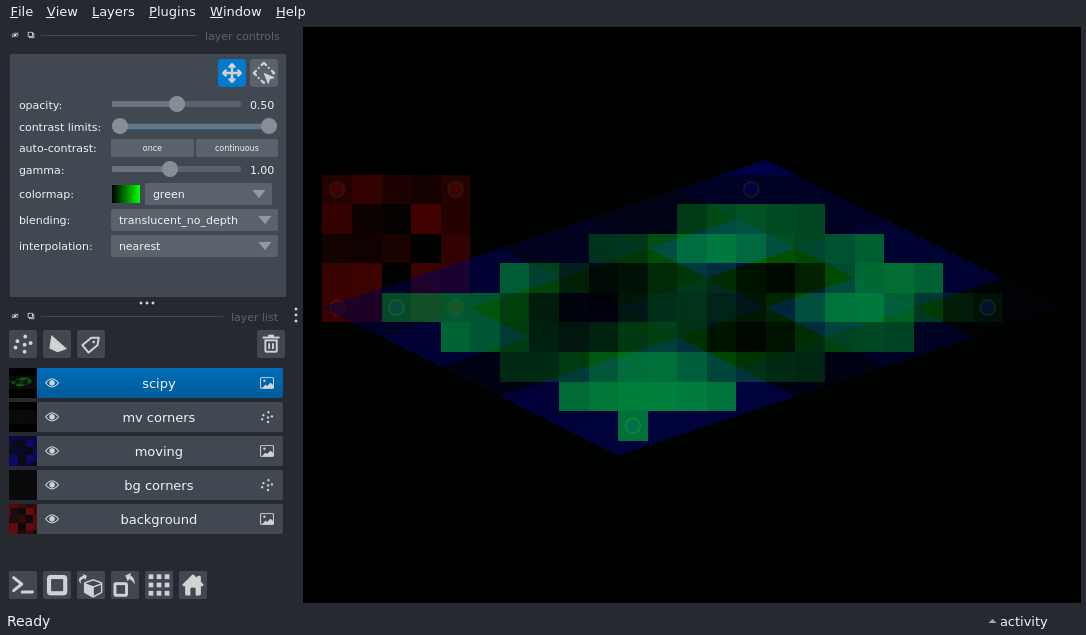 File View Layers Plugins Window Help
layer controls
opacity: 0.50
contrast limits:
auto-contrast: once continuous
gamma: 1.00
colormap: green
blending: translucent_no_depth
interpolation: nearest
layer list
scipy
mv corners
moving
bg corners
background
Ready
activity